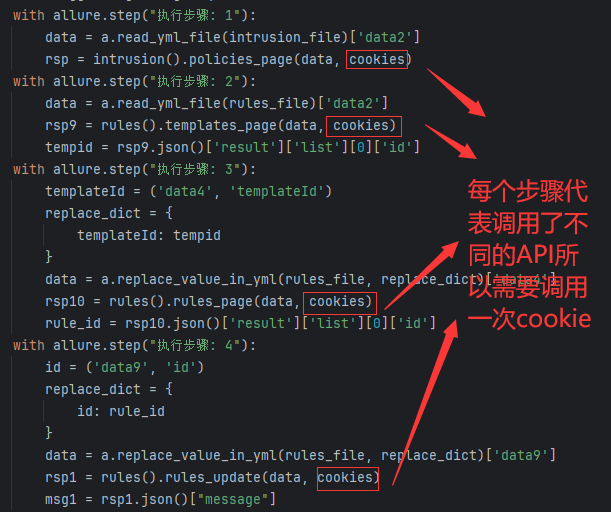 with allure.step("执行步骤: 1"):
    data = a.read_yml_file(intrusion_file)['data2']
    rsp = intrusion().policies_page(data, cookies)
with allure.step("执行步骤: 2"):
    data = a.read_yml_file(rules_file)['data2']
    rsp9 = rules().templates_page(data, cookies)
    tempid = rsp9.json()['result']['list'][0]['id']
with allure.step("执行步骤: 3"):
    templateId = ('data4', 'templateId')
    replace_dict = {
        templateId: tempid
    }
    data = a.replace_value_in_yml(rules_file, replace_dict)[
    rsp10 = rules().rules_page(data, cookies)
    rule_id = rsp10.json()['result']['list'][0]['id']
with allure.step("执行步骤: 4"):
    id = ('data9', 'id')
    replace_dict = {
        id: rule_id
    }
    data = a.replace_value_in_yml(rules_file, replace_dict)['data9']
    rsp1 = rules().rules_update(data, cookies)
    msg1 = rsp1.json()["message"]
每个步骤代
表调用了不
同的API所
以需要调用
一次cookie